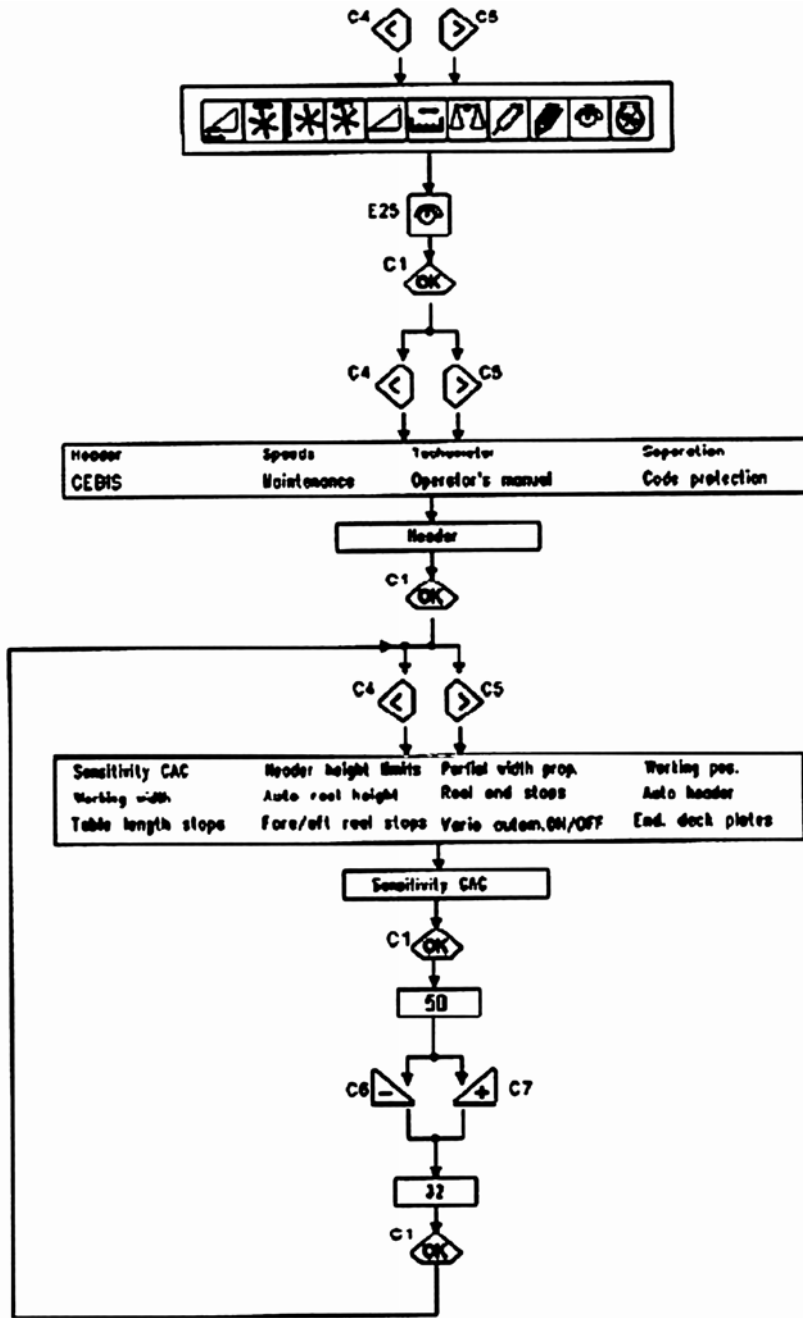 C4 < > C5
E25
C1 OK
C4 < > C5
Header Speeds Tachometer Separation
CEBIS Maintenance Operator's manual Code protection
Header
C1 OK
C4 < > C5
Sensitivity CAC Header height limits Partial width prop. Working pos.
Working width Auto reel height Reel end stops Auto header
Table length stops Fore/aft reel stops Vario autom.ON/OFF End. deck plates
Sensitivity CAC
C1 OK
50
C6 - + C7
32
C1 OK